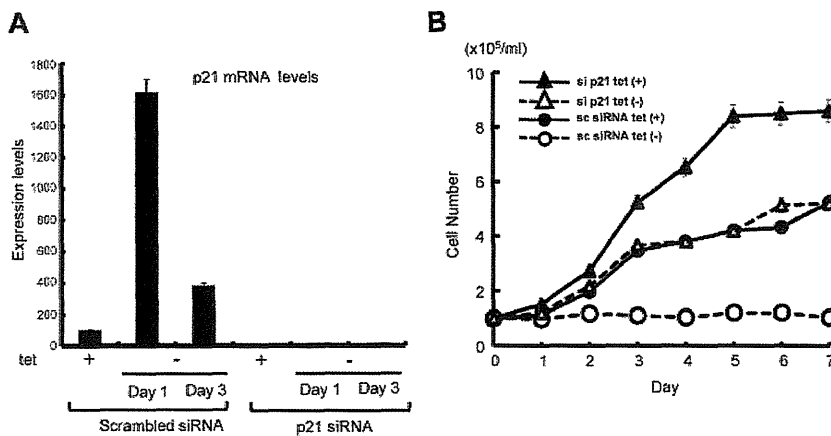 A
p21 mRNA levels
Expression levels
1800
1600
1400
1200
1000
800
600
400
200
0
tet + - + -
Day 1 Day 3 Day 1 Day 3
Scrambled siRNA p21 siRNA
B
(x10⁵/ml)
si p21 tet (+)
si p21 tet (-)
sc siRNA tet (+)
sc siRNA tet (-)
Cell Number
10
8
6
4
2
0
0 1 2 3 4 5 6 7
Day